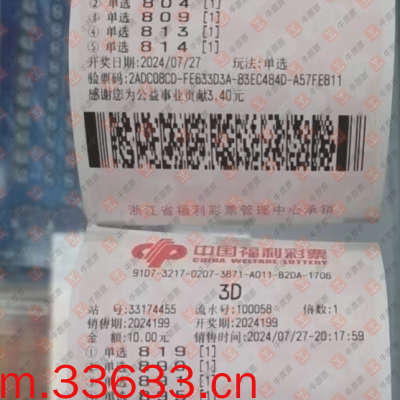 ② 单选 804 [1]
③ 单选 809 [1]
④ 单选 813 [1]
⑤ 单选 814 [1]
开奖日期:2024/07/27 玩法:单选
验票码:2ADC08CD-FE633D3A-B3EC484D-A57FEB11
感谢您为公益事业贡献3.40元
浙江省福利彩票管理中心承销
中国福利彩票
CHINA WELFARE LOTTERY
91D7-3217-0207-3871-A011-B2DA-1706
3D
站 号:33174455 流水号:100058 倍数:1
销售期:2024199 开奖期:2024199
金 额:10.00元 销售时间:2024/07/27-20:17:59
① 单选 819 [1]
m.33633.cn